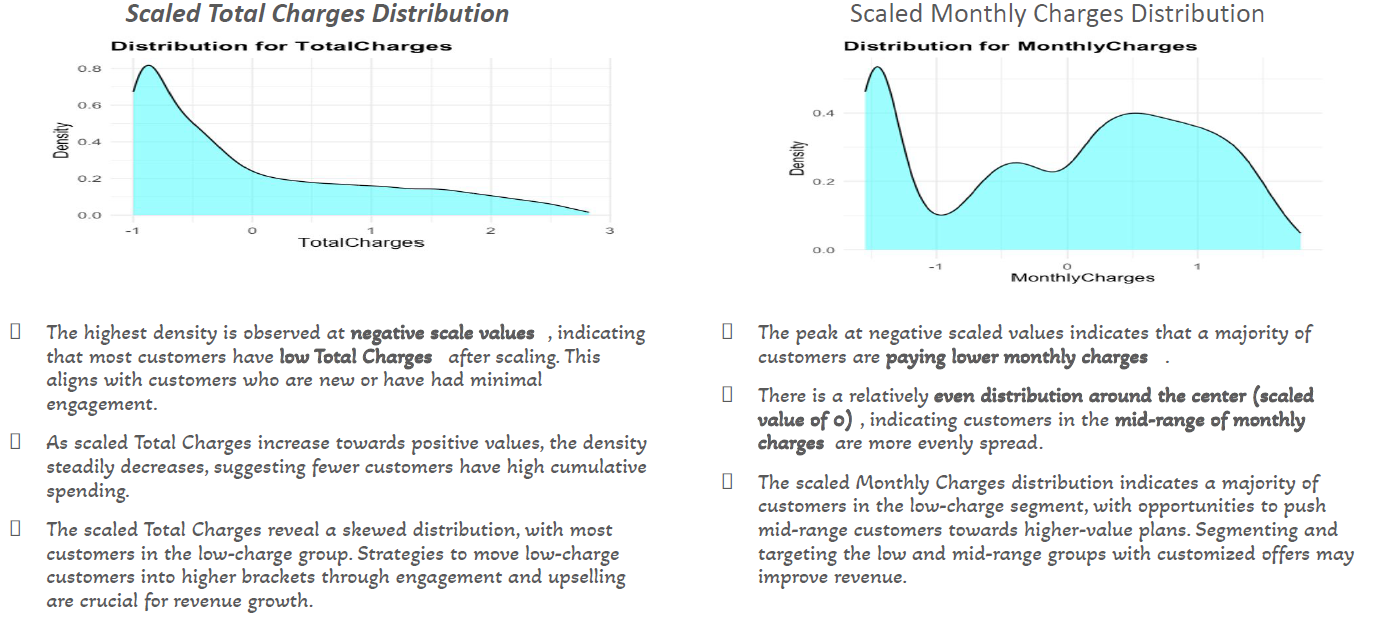 Scaled Total Charges Distribution
Distribution for TotalCharges
0.8
0.6
0.4
0.2
0.0
Density
-1 0 1 2 3
TotalCharges
The highest density is observed at negative scale values , indicating
that most customers have low Total Charges after scaling. This
aligns with customers who are new or have had minimal
engagement.
As scaled Total Charges increase towards positive values, the density
steadily decreases, suggesting fewer customers have high cumulative
spending.
The scaled Total Charges reveal a skewed distribution, with most
customers in the low-charge group. Strategies to move low-charge
customers into higher brackets through engagement and upselling
are crucial for revenue growth.
Scaled Monthly Charges Distribution
Distribution for MonthlyCharges
0.4
0.2
0.0
Density
-1 0 1
MonthlyCharges
The peak at negative scaled values indicates that a majority of
customers are paying lower monthly charges .
There is a relatively even distribution around the center (scaled
value of 0) , indicating customers in the mid-range of monthly
charges are more evenly spread.
The scaled Monthly Charges distribution indicates a majority of
customers in the low-charge segment, with opportunities to push
mid-range customers towards higher-value plans. Segmenting and
targeting the low and mid-range groups with customized offers may
improve revenue.